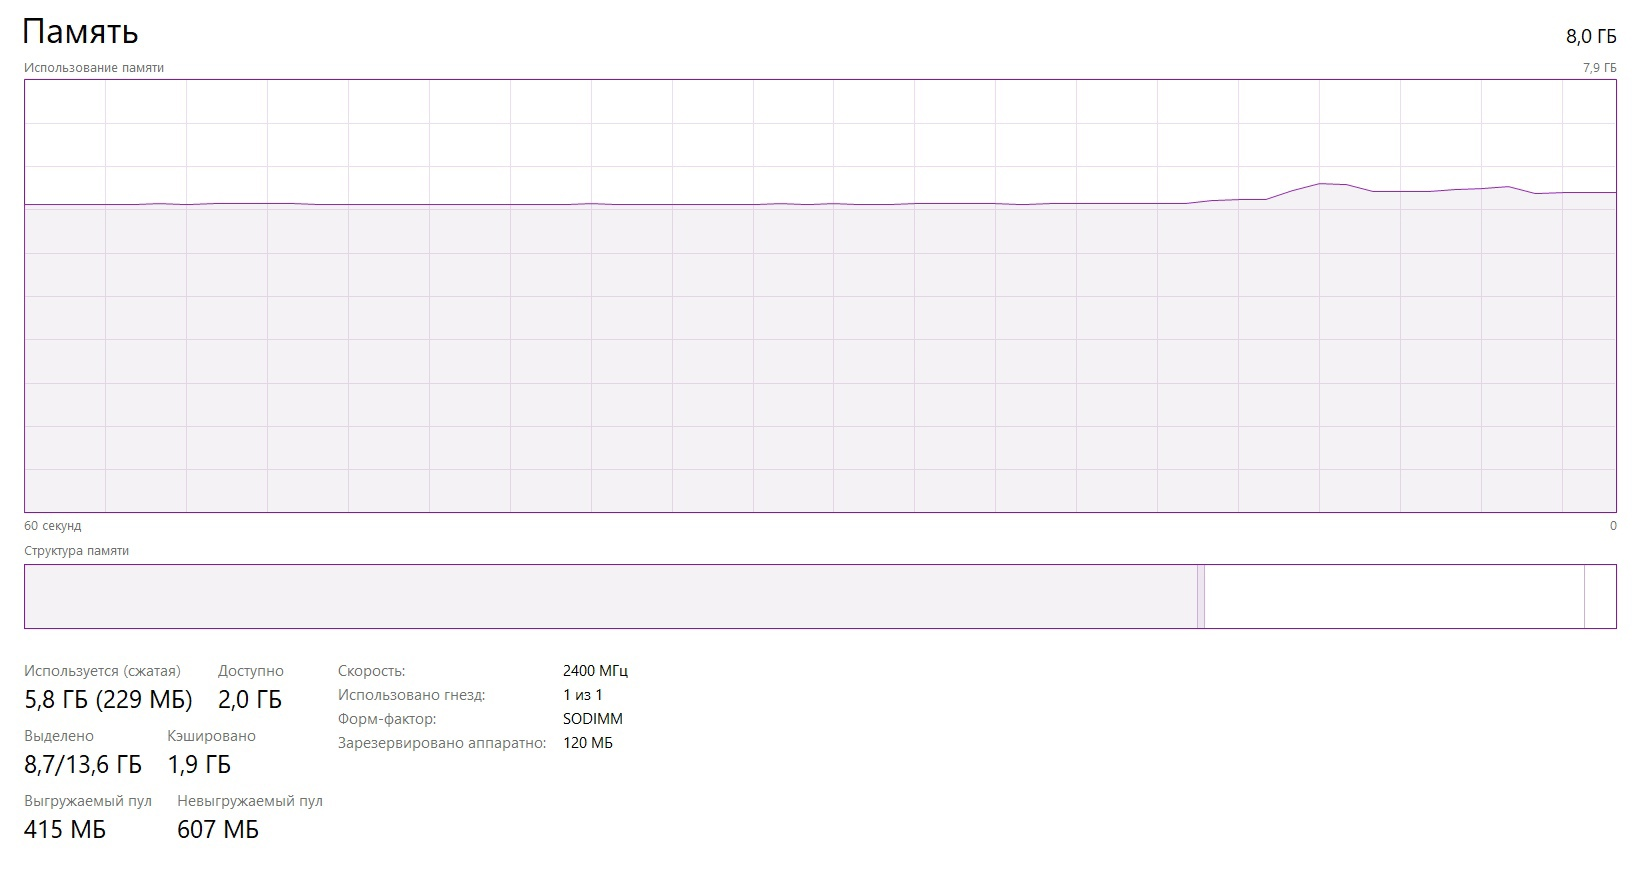 Память 8,0 ГБ
Использование памяти 7,9 ГБ
60 секунд 0
Структура памяти
Используется (сжатая) Доступно
5,8 ГБ (229 МБ) 2,0 ГБ
Выделено Кэшировано
8,7/13,6 ГБ 1,9 ГБ
Выгружаемый пул Невыгружаемый пул
415 МБ 607 МБ
Скорость: 2400 МГц
Использовано гнезд: 1 из 1
Форм-фактор: SODIMM
Зарезервировано аппаратно: 120 МБ